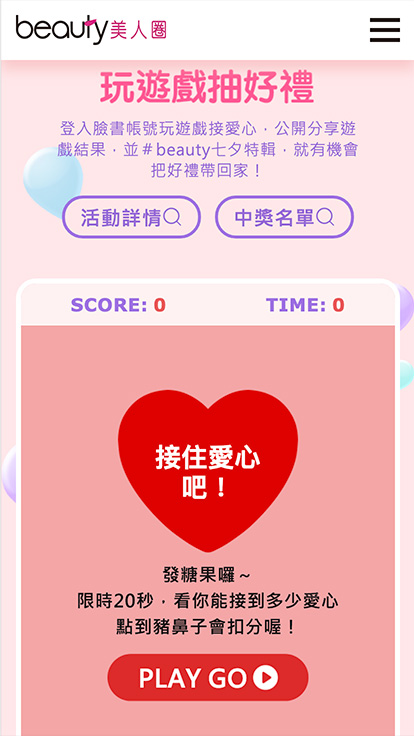 beauty美人圈
玩遊戲抽好禮
登入臉書帳號玩遊戲接愛心，公開分享遊
戲結果，並＃beauty七夕特輯，就有機會
把好禮帶回家！
活動詳情 中獎名單
SCORE: 0 TIME: 0
接住愛心
吧！
發糖果囉～
限時20秒，看你能接到多少愛心
點到豬鼻子會扣分喔！
PLAY GO